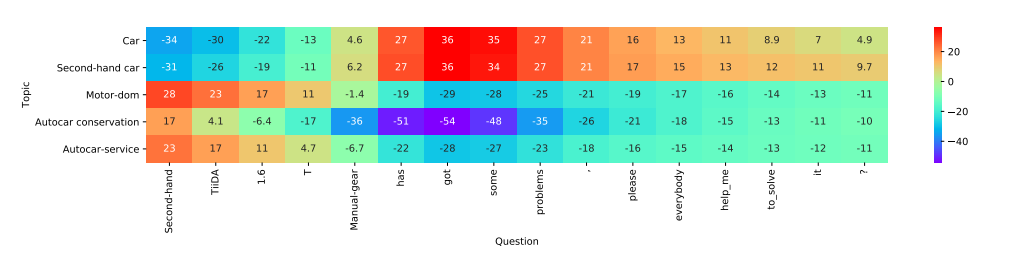 Car -34 -30 -22 -13 4.6 27 36 35 27 21 16 13 11 8.9 7 4.9
Second-hand car -31 -26 -19 -11 6.2 27 36 34 27 21 17 15 13 12 11 9.7
Motor-dom 28 23 17 11 -1.4 -19 -29 -28 -25 -21 -19 -17 -16 -14 -13 -11
Autocar conservation 17 4.1 -6.4 -17 -36 -51 -54 -48 -35 -26 -21 -18 -15 -13 -11 -10
Autocar-service 23 17 11 4.7 -6.7 -22 -28 -27 -23 -18 -16 -15 -14 -13 -12 -11
Topic
Second-hand TiiDA 1.6 T Manual-gear has got some problems , please everybody help_me to_solve it ?
Question
20
0
−20
−40